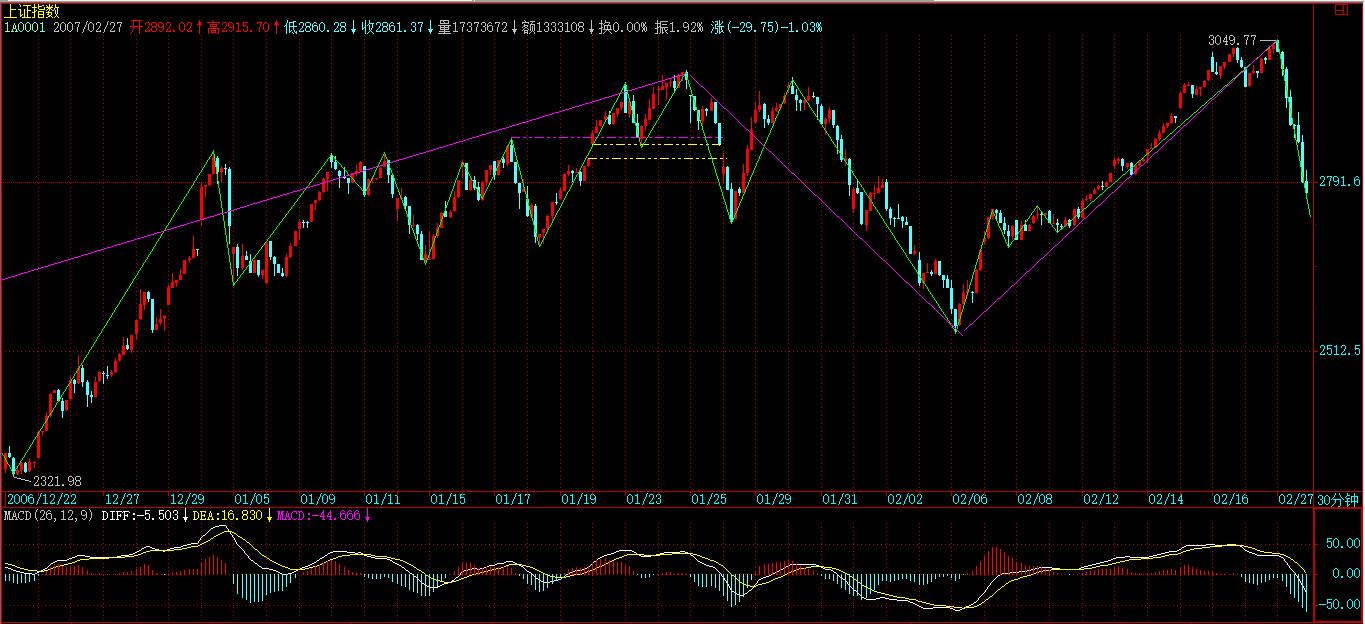 上证指数
1A0001 2007/02/27 开2892.02↑高2915.70↑低2860.28↓收2861.37↓量17373672↓额1333108↓换0.00% 振1.92% 涨(-29.75)-1.03%
3049.77
2791.6
2512.5
2321.98
2006/12/22 12/27 12/29 01/05 01/09 01/11 01/15 01/17 01/19 01/23 01/25 01/29 01/31 02/02 02/06 02/08 02/12 02/14 02/16 02/27 30分钟
MACD(26,12,9) DIFF:-5.503↓DEA:16.830↓MACD:-44.666↓
50.00
0.00
-50.00